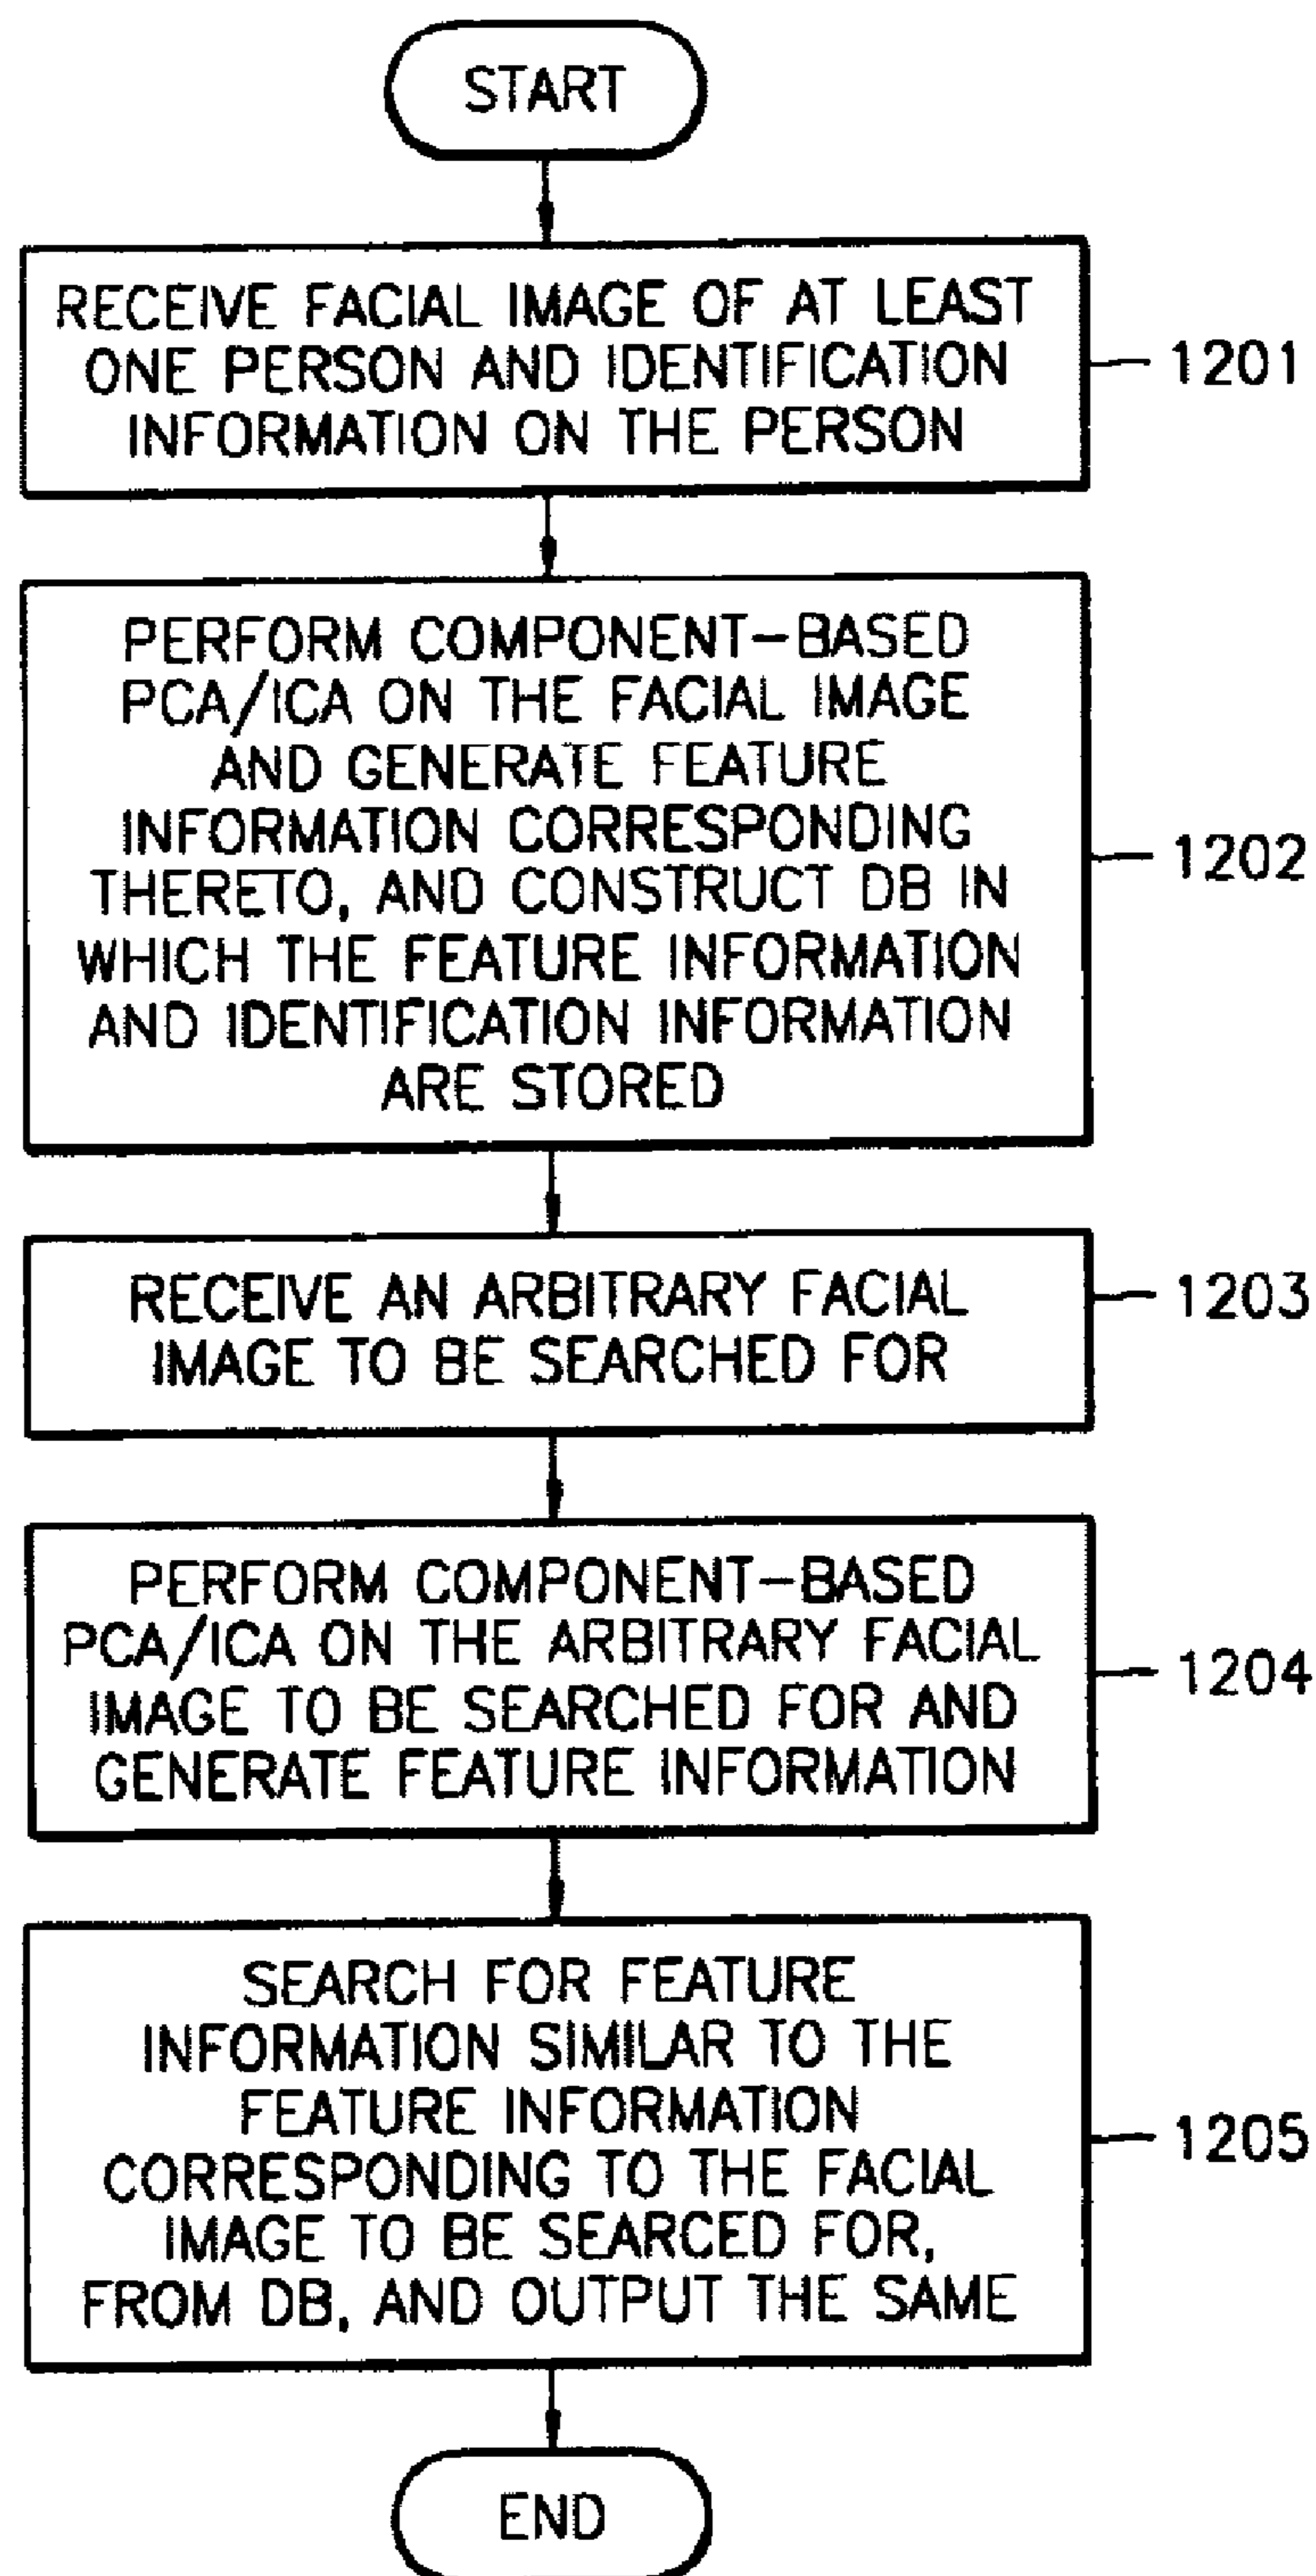 START
RECEIVE FACIAL IMAGE OF AT LEAST
ONE PERSON AND IDENTIFICATION
INFORMATION ON THE PERSON
1201
PERFORM COMPONENT-BASED
PCA/ICA ON THE FACIAL IMAGE
AND GENERATE FEATURE
INFORMATION CORRESPONDING
THERETO, AND CONSTRUCT DB IN
WHICH THE FEATURE INFORMATION
AND IDENTIFICATION INFORMATION
ARE STORED
1202
RECEIVE AN ARBITRARY FACIAL
IMAGE TO BE SEARCHED FOR
1203
PERFORM COMPONENT-BASED
PCA/ICA ON THE ARBITRARY FACIAL
IMAGE TO BE SEARCHED FOR AND
GENERATE FEATURE INFORMATION
1204
SEARCH FOR FEATURE
INFORMATION SIMILAR TO THE
FEATURE INFORMATION
CORRESPONDING TO THE FACIAL
IMAGE TO BE SEARCED FOR,
FROM DB, AND OUTPUT THE SAME
1205
END